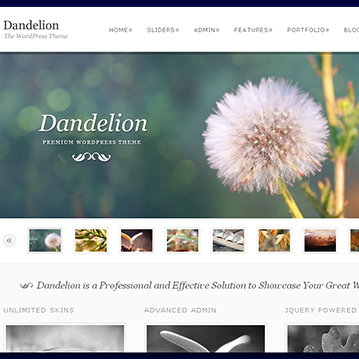 Dandelion
The WordPress Theme
HOME» SLIDERS» ADMIN» FEATURES» PORTFOLIO» BLO
Dandelion
PREMIUM WORDPRESS THEME
«
Dandelion is a Professional and Effective Solution to Showcase Your Great W
UNLIMITED SKINS ADVANCED ADMIN JQUERY POWERED